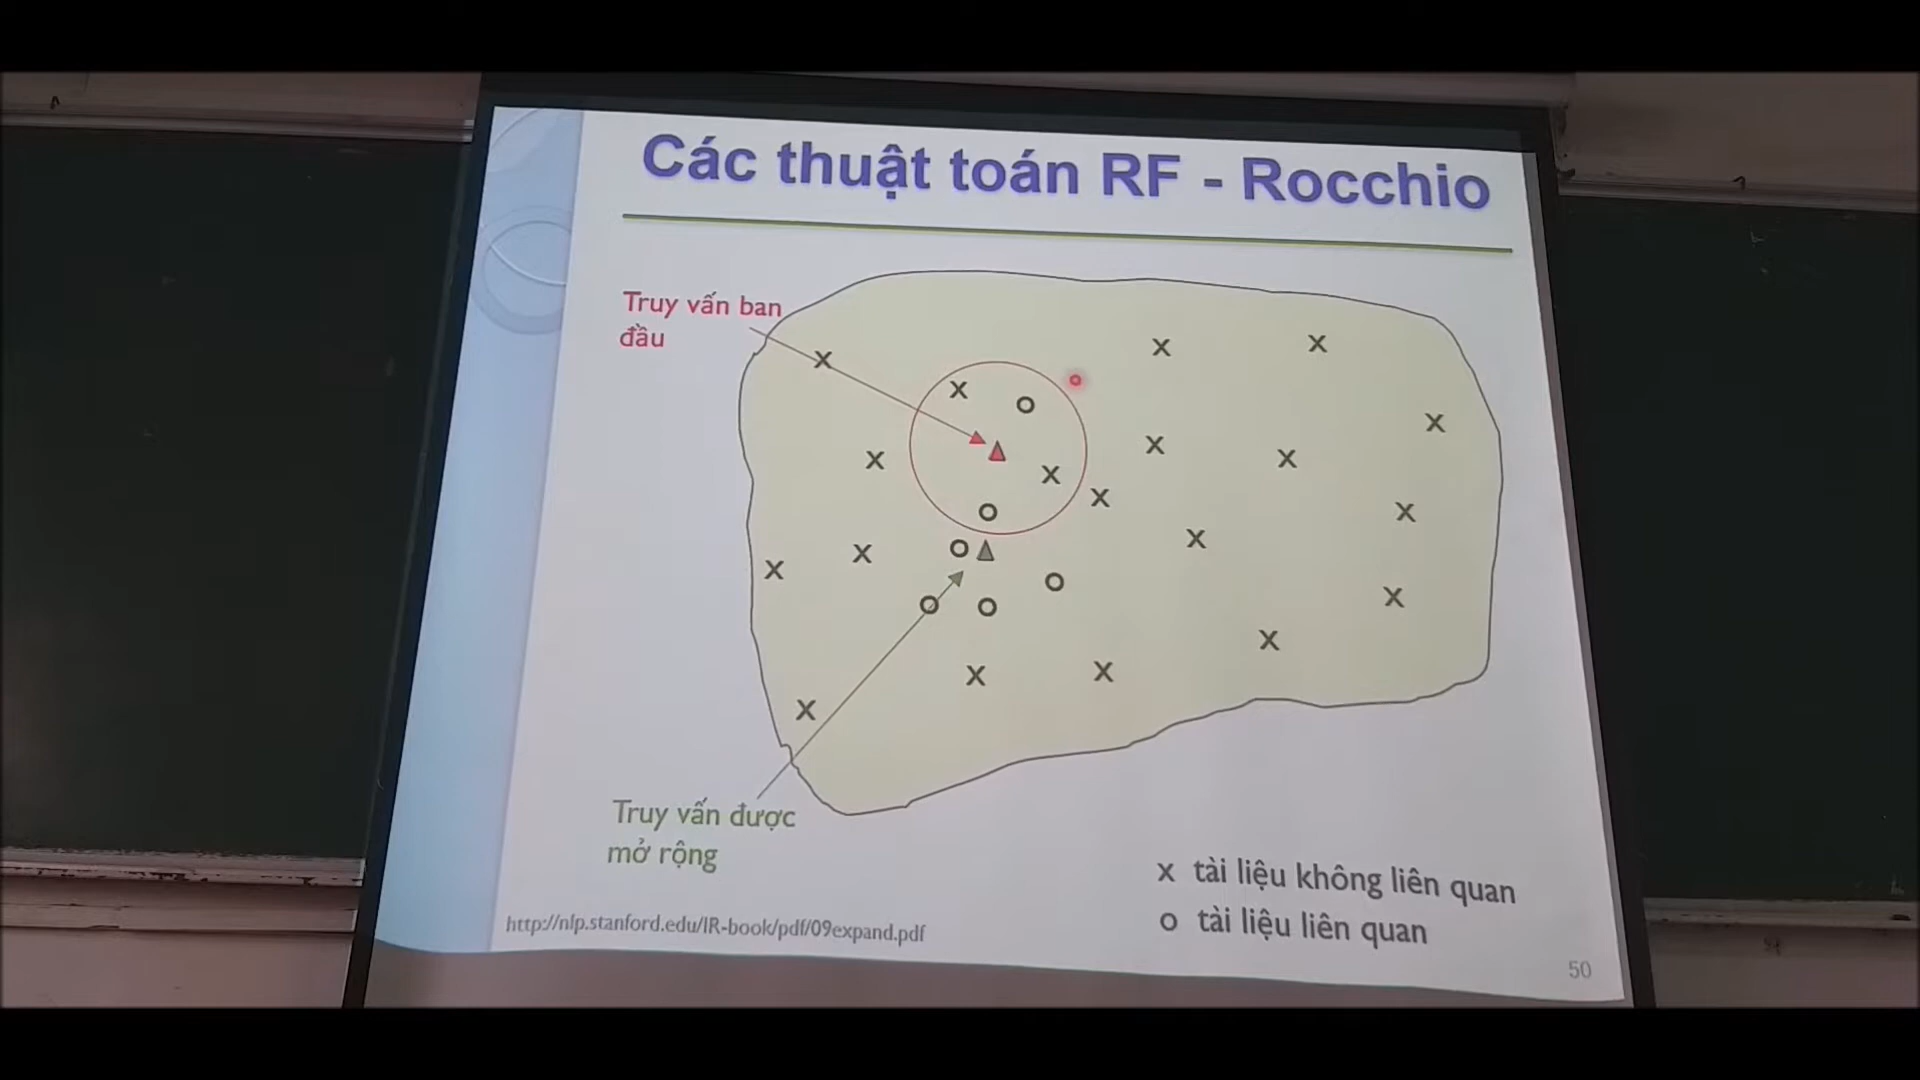 Các thuật toán RF - Rocchio
Truy vấn ban
đầu
Truy vấn được
mở rộng
x tài liệu không liên quan
o tài liệu liên quan
http://nlp.stanford.edu/IR-book/pdf/09expand.pdf
50